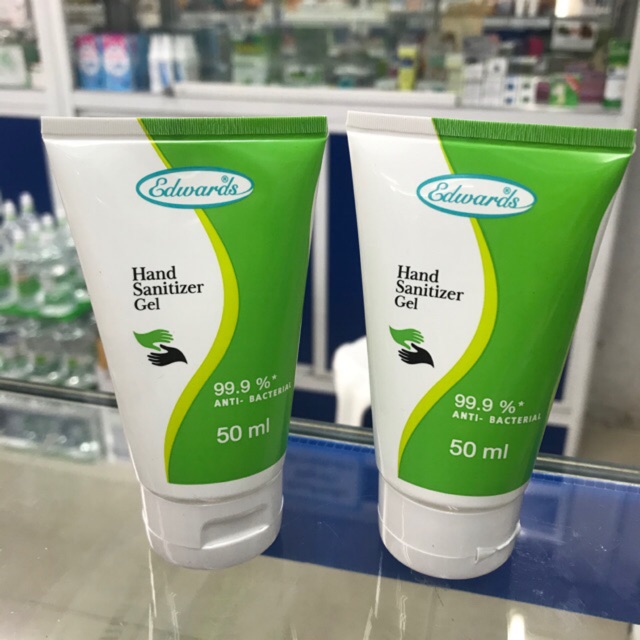 Edwards®
Hand
Sanitizer
Gel
99.9 %*
ANTI- BACTERIAL
50 ml
Edwards®
Hand
Sanitizer
Gel
99.9 %*
ANTI- BACTERIAL
50 ml